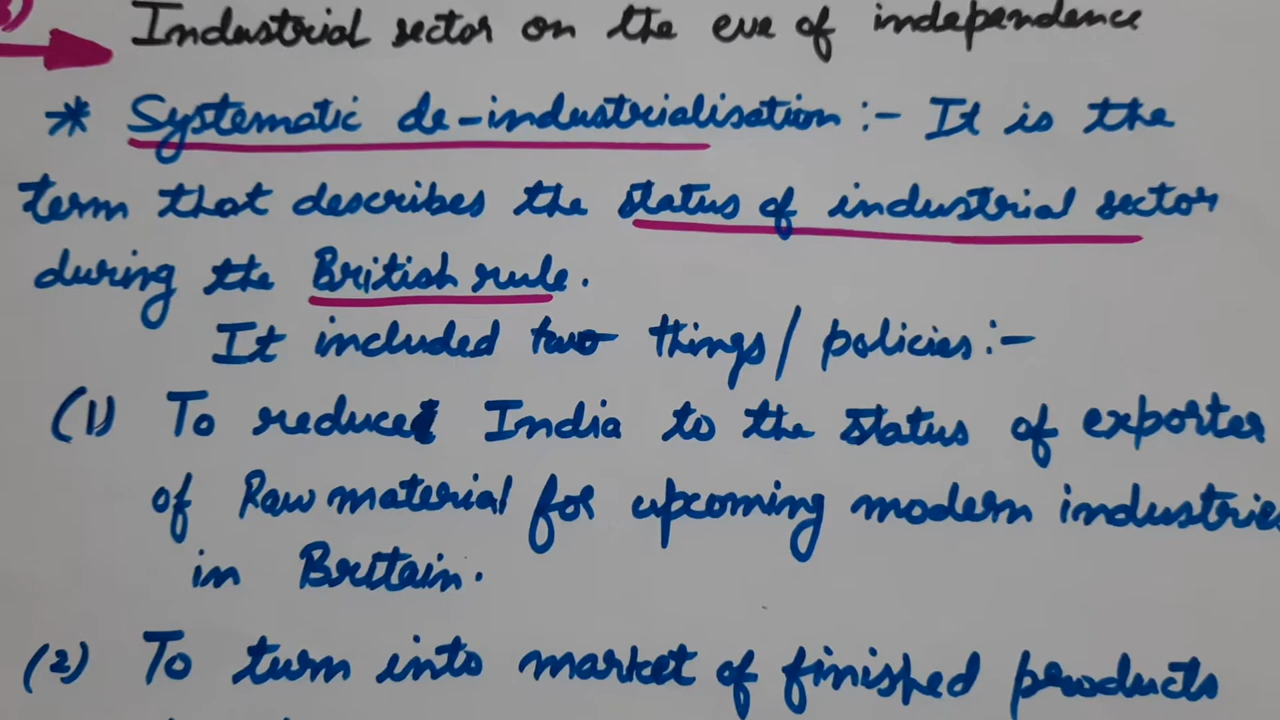 Industrial sector on the eve of independence
* Systematic de-industrialisation :- It is the
term that describes the status of industrial sector
during the British rule.
It included two things/policies:-
(1) To reduce India to the status of exporter
of Raw material for upcoming modern industries
in Britain.
(2) To turn into market of finished products